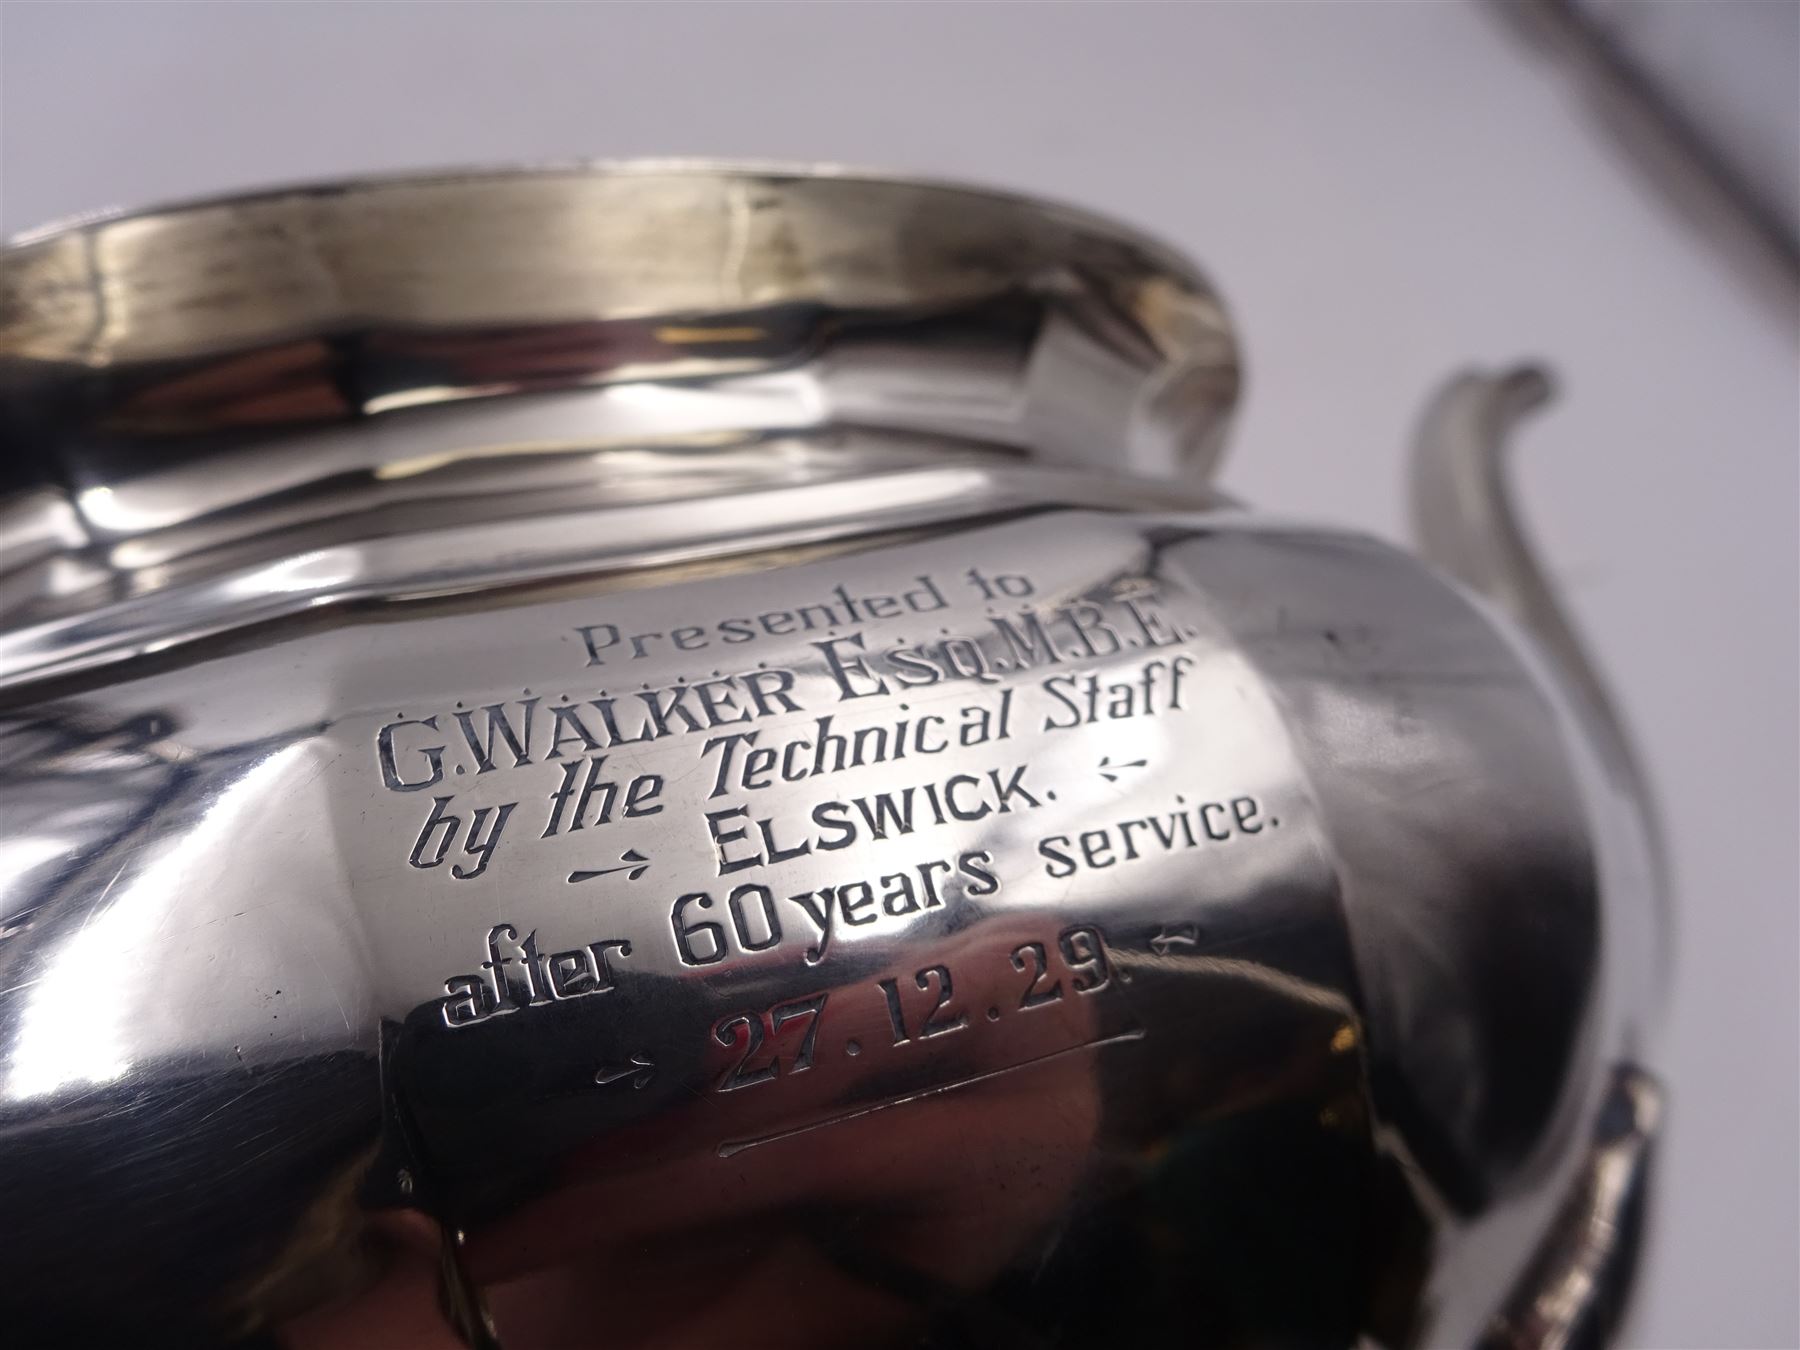 Presented to
G. WALKER ESQ. M.B.E.
by the Technical Staff
ELSWICK.
after 60 years service.
27.12.29.